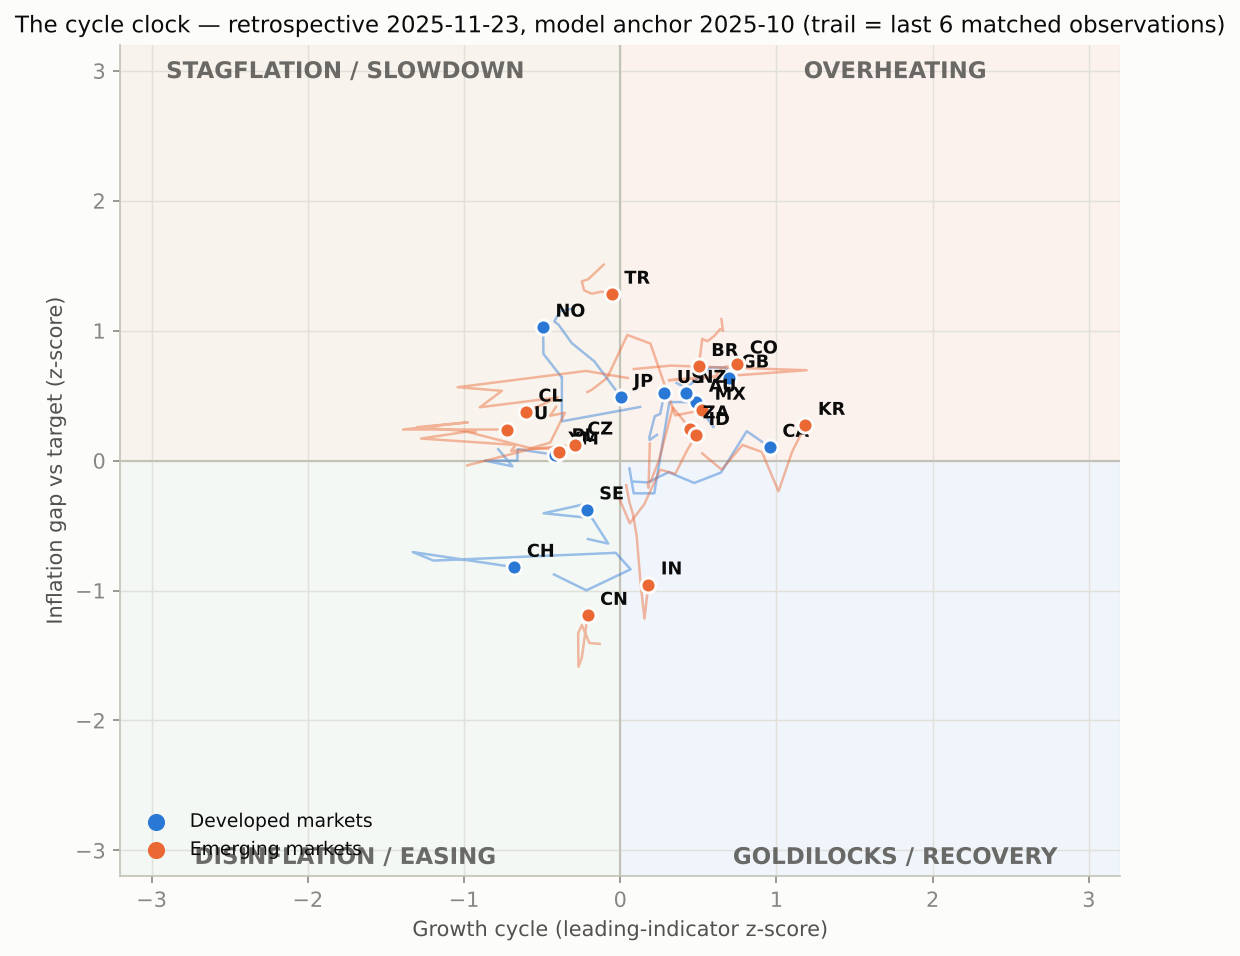 The cycle clock — retrospective 2025-11-23, model anchor 2025-10 (trail = last 6 matched observations)
STAGFLATION / SLOWDOWN
OVERHEATING
3
2
1
0
−1
−2
−3
Inflation gap vs target (z-score)
TR
NO
CO
BR
GB
JP
US
NZ
AU
MX
CL
KR
ZA
ID
CZ
CA
SE
CH
IN
CN
Developed markets
Emerging markets
DISINFLATION / EASING
GOLDILOCKS / RECOVERY
−3
−2
−1
0
1
2
3
Growth cycle (leading-indicator z-score)